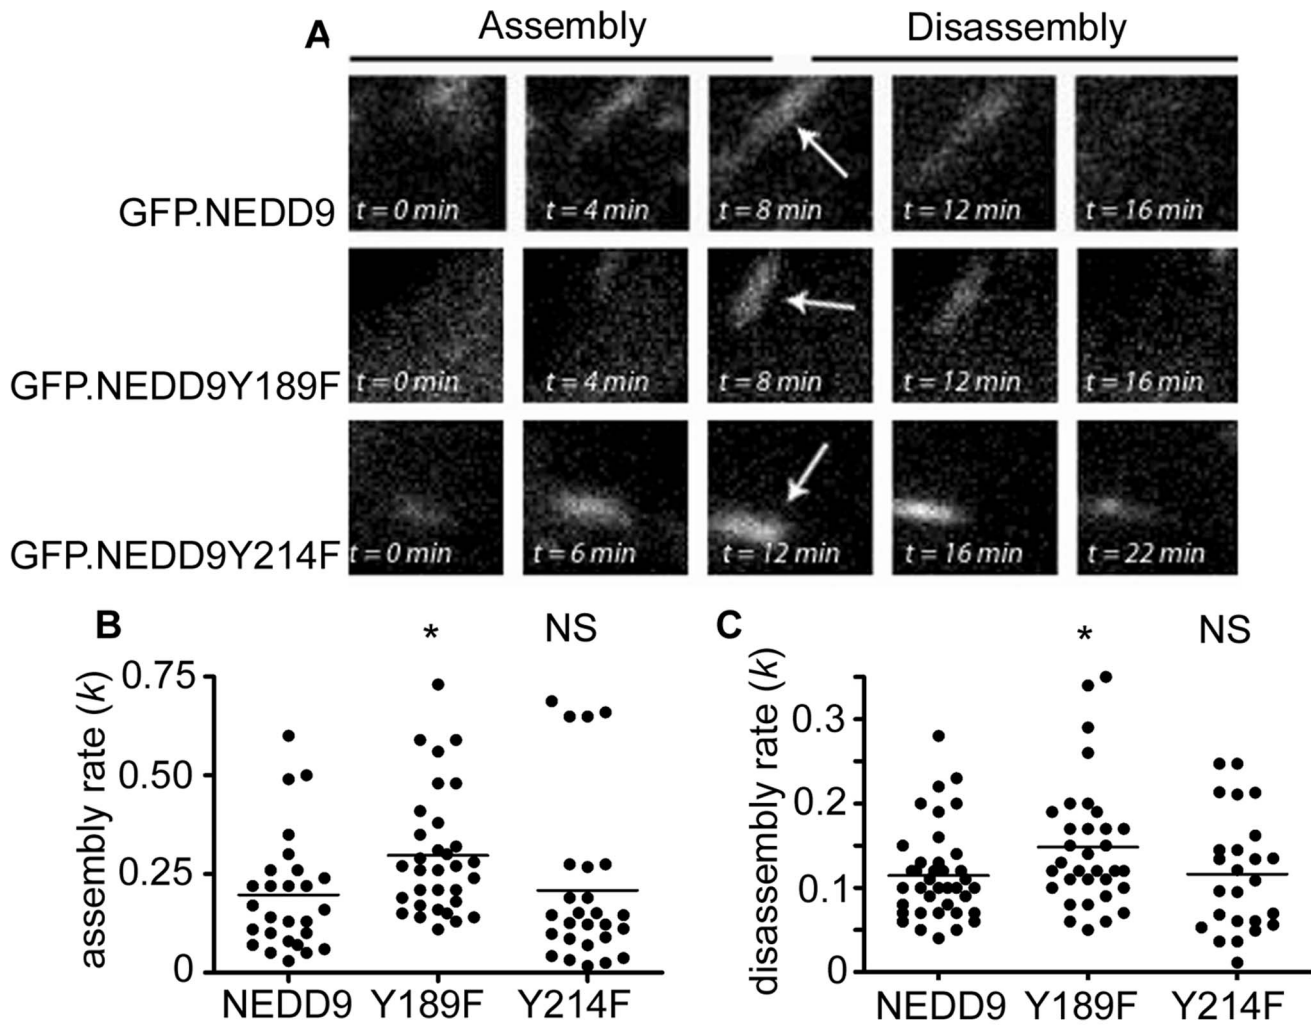 A Assembly Disassembly
GFP.NEDD9 t = 0 min t = 4 min t = 8 min t = 12 min t = 16 min
GFP.NEDD9Y189F t = 0 min t = 4 min t = 8 min t = 12 min t = 16 min
GFP.NEDD9Y214F t = 0 min t = 6 min t = 12 min t = 16 min t = 22 min
B * NS
assembly rate (k)
0.75
0.50
0.25
0
NEDD9 Y189F Y214F
C * NS
disassembly rate (k)
0.3
0.2
0.1
0
NEDD9 Y189F Y214F